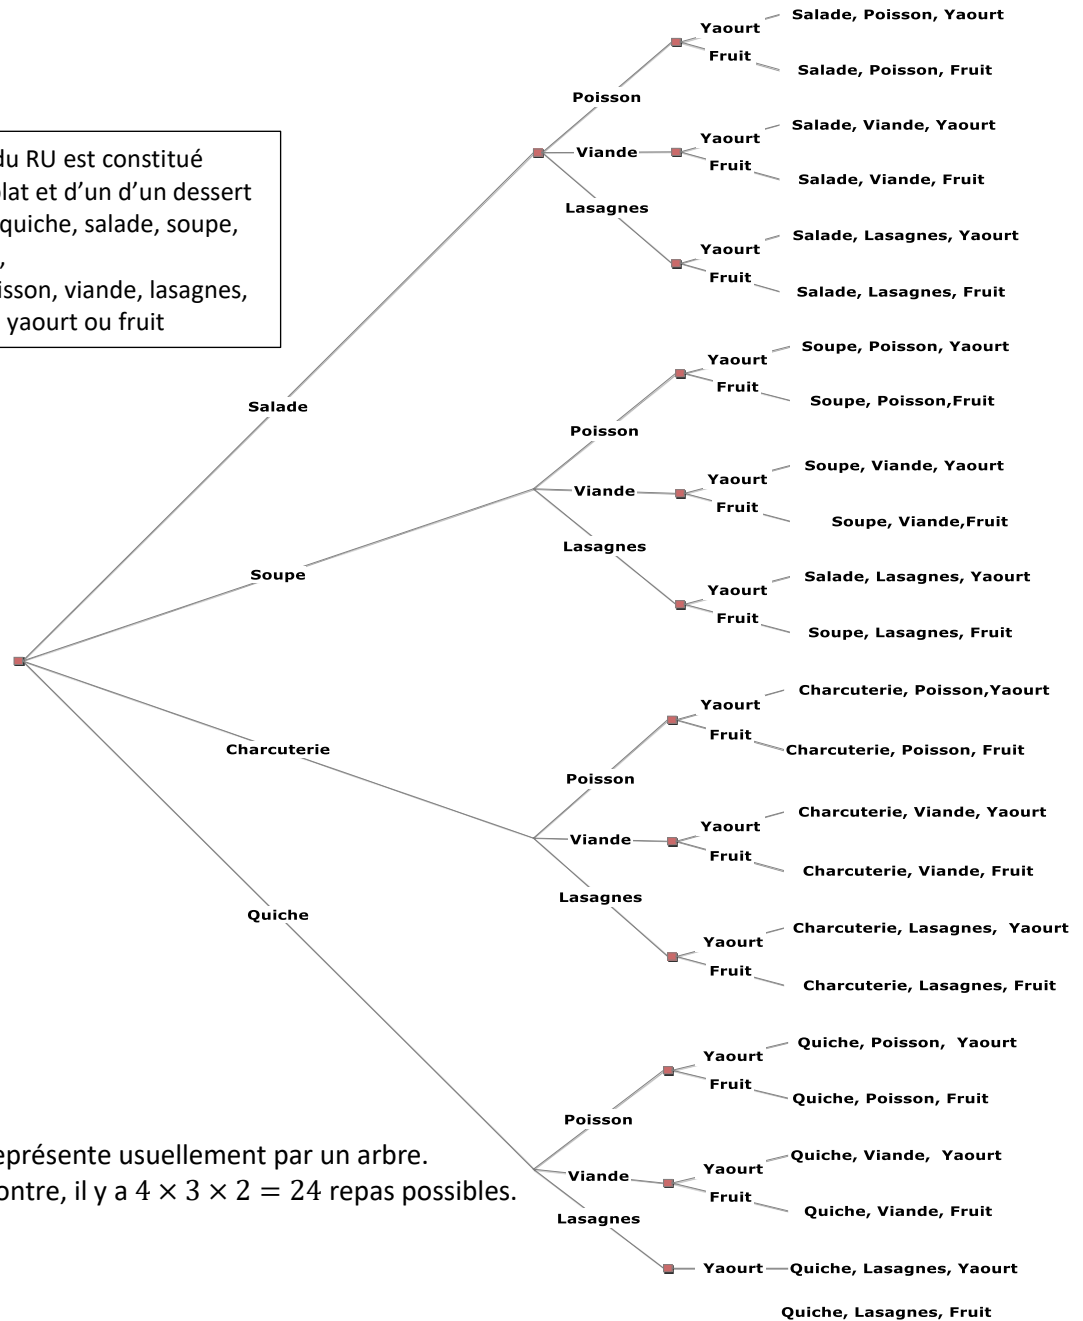 du RU est constitué
plat et d'un d'un dessert
quiche, salade, soupe,
,
isson, viande, lasagnes,
yaourt ou fruit
Salade
Poisson
Yaourt
Salade, Poisson, Yaourt
Fruit
Salade, Poisson, Fruit
Viande
Yaourt
Salade, Viande, Yaourt
Fruit
Salade, Viande, Fruit
Lasagnes
Yaourt
Salade, Lasagnes, Yaourt
Fruit
Salade, Lasagnes, Fruit
Soupe
Poisson
Yaourt
Soupe, Poisson, Yaourt
Fruit
Soupe, Poisson,Fruit
Viande
Yaourt
Soupe, Viande, Yaourt
Fruit
Soupe, Viande,Fruit
Lasagnes
Yaourt
Salade, Lasagnes, Yaourt
Fruit
Soupe, Lasagnes, Fruit
Charcuterie
Poisson
Yaourt
Charcuterie, Poisson,Yaourt
Fruit
Charcuterie, Poisson, Fruit
Viande
Yaourt
Charcuterie, Viande, Yaourt
Fruit
Charcuterie, Viande, Fruit
Lasagnes
Yaourt
Charcuterie, Lasagnes, Yaourt
Fruit
Charcuterie, Lasagnes, Fruit
Quiche
Poisson
Yaourt
Quiche, Poisson, Yaourt
Fruit
Quiche, Poisson, Fruit
Viande
Yaourt
Quiche, Viande, Yaourt
Fruit
Quiche, Viande, Fruit
Lasagnes
Yaourt
Quiche, Lasagnes, Yaourt
Quiche, Lasagnes, Fruit
eprésente usuellement par un arbre.
ontre, il y a 4 × 3 × 2 = 24 repas possibles.